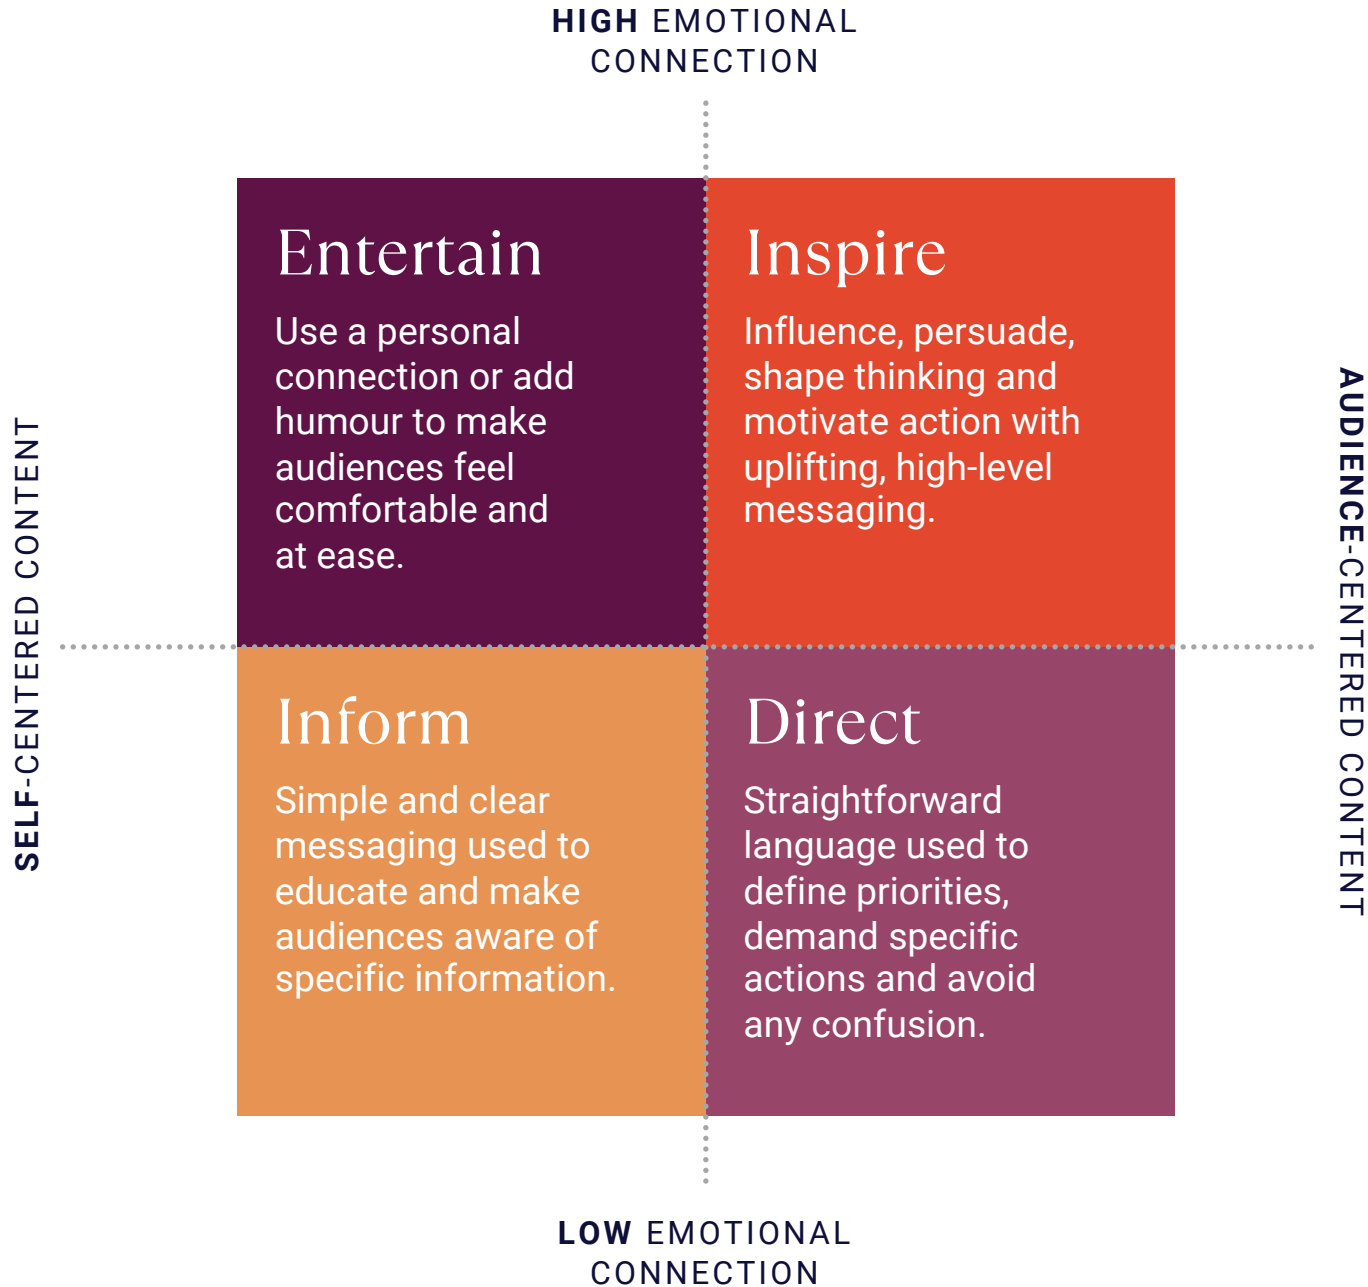 HIGH EMOTIONAL
CONNECTION
SELF-CENTERED CONTENT
Entertain
Use a personal
connection or add
humour to make
audiences feel
comfortable and
at ease.
Inspire
Influence, persuade,
shape thinking and
motivate action with
uplifting, high-level
messaging.
Inform
Simple and clear
messaging used to
educate and make
audiences aware of
specific information.
Direct
Straightforward
language used to
define priorities,
demand specific
actions and avoid
any confusion.
AUDIENCE-CENTERED CONTENT
LOW EMOTIONAL
CONNECTION